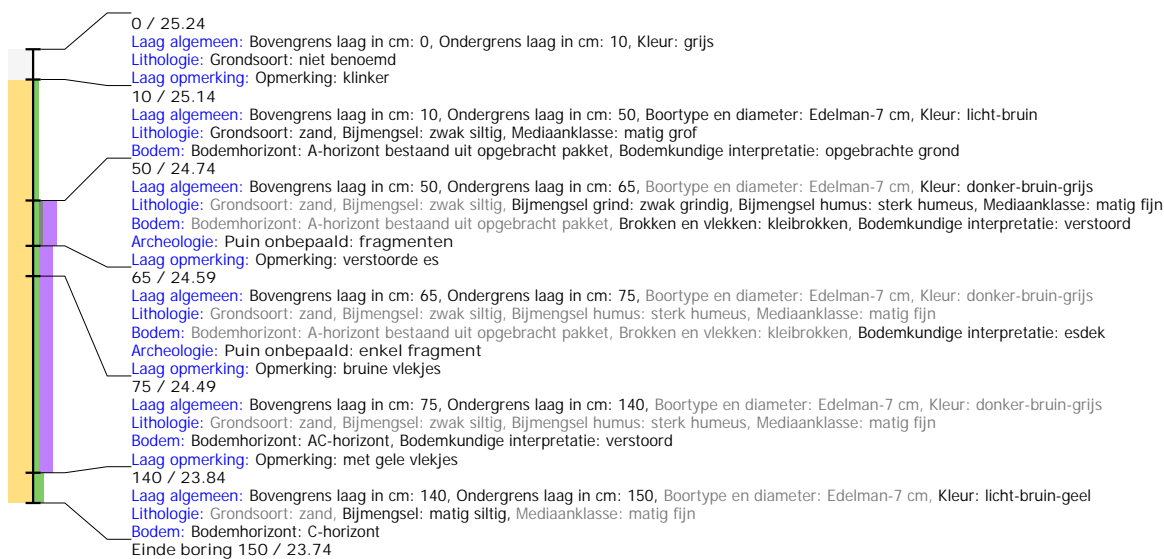 0 / 25.24
Laag algemeen: Bovengrens laag in cm: 0, Ondergrens laag in cm: 10, Kleur: grijs
Lithologie: Grondsoort: niet benoemd
Laag opmerking: Opmerking: klinker
10 / 25.14
Laag algemeen: Bovengrens laag in cm: 10, Ondergrens laag in cm: 50, Boortype en diameter: Edelman-7 cm, Kleur: licht-bruin
Lithologie: Grondsoort: zand, Bijmengsel: zwak siltig, Mediaanklasse: matig grof
Bodem: Bodemhorizont: A-horizont bestaand uit opgebracht pakket, Bodemkundige interpretatie: opgebrachte grond
50 / 24.74
Laag algemeen: Bovengrens laag in cm: 50, Ondergrens laag in cm: 65, Boortype en diameter: Edelman-7 cm, Kleur: donker-bruin-grijs
Lithologie: Grondsoort: zand, Bijmengsel: zwak siltig, Bijmengsel grind: zwak grindig, Bijmengsel humus: sterk humeus, Mediaanklasse: matig fijn
Bodem: Bodemhorizont: A-horizont bestaand uit opgebracht pakket, Brokken en vlekken: kleibrokken, Bodemkundige interpretatie: verstoord
Archeologie: Puin onbepaald: fragmenten
Laag opmerking: Opmerking: verstoorde es
65 / 24.59
Laag algemeen: Bovengrens laag in cm: 65, Ondergrens laag in cm: 75, Boortype en diameter: Edelman-7 cm, Kleur: donker-bruin-grijs
Lithologie: Grondsoort: zand, Bijmengsel: zwak siltig, Bijmengsel humus: sterk humeus, Mediaanklasse: matig fijn
Bodem: Bodemhorizont: A-horizont bestaand uit opgebracht pakket, Brokken en vlekken: kleibrokken, Bodemkundige interpretatie: esdek
Archeologie: Puin onbepaald: enkel fragment
Laag opmerking: Opmerking: bruine vlekjes
75 / 24.49
Laag algemeen: Bovengrens laag in cm: 75, Ondergrens laag in cm: 140, Boortype en diameter: Edelman-7 cm, Kleur: donker-bruin-grijs
Lithologie: Grondsoort: zand, Bijmengsel: zwak siltig, Bijmengsel humus: sterk humeus, Mediaanklasse: matig fijn
Bodem: Bodemhorizont: AC-horizont, Bodemkundige interpretatie: verstoord
Laag opmerking: Opmerking: met gele vlekjes
140 / 23.84
Laag algemeen: Bovengrens laag in cm: 140, Ondergrens laag in cm: 150, Boortype en diameter: Edelman-7 cm, Kleur: licht-bruin-geel
Lithologie: Grondsoort: zand, Bijmengsel: matig siltig, Mediaanklasse: matig fijn
Bodem: Bodemhorizont: C-horizont
Einde boring 150 / 23.74